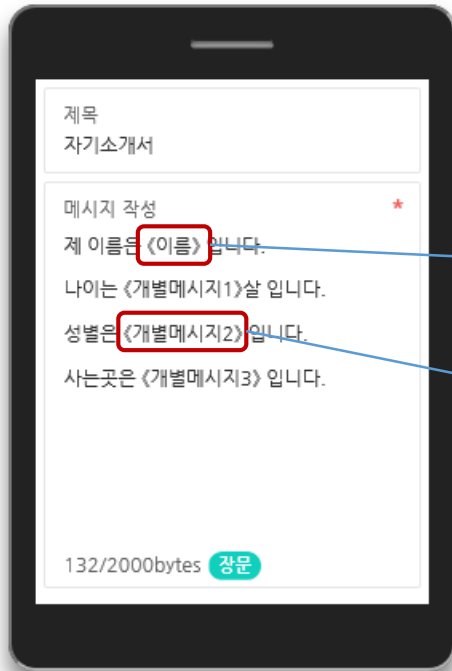 제목
자기소개서
메시지 작성 *
제 이름은 《이름》 입니다.
나이는 《개별메시지1》살 입니다.
성별은 《개별메시지2》 입니다.
사는곳은 《개별메시지3》 입니다.
132/2000bytes 장문